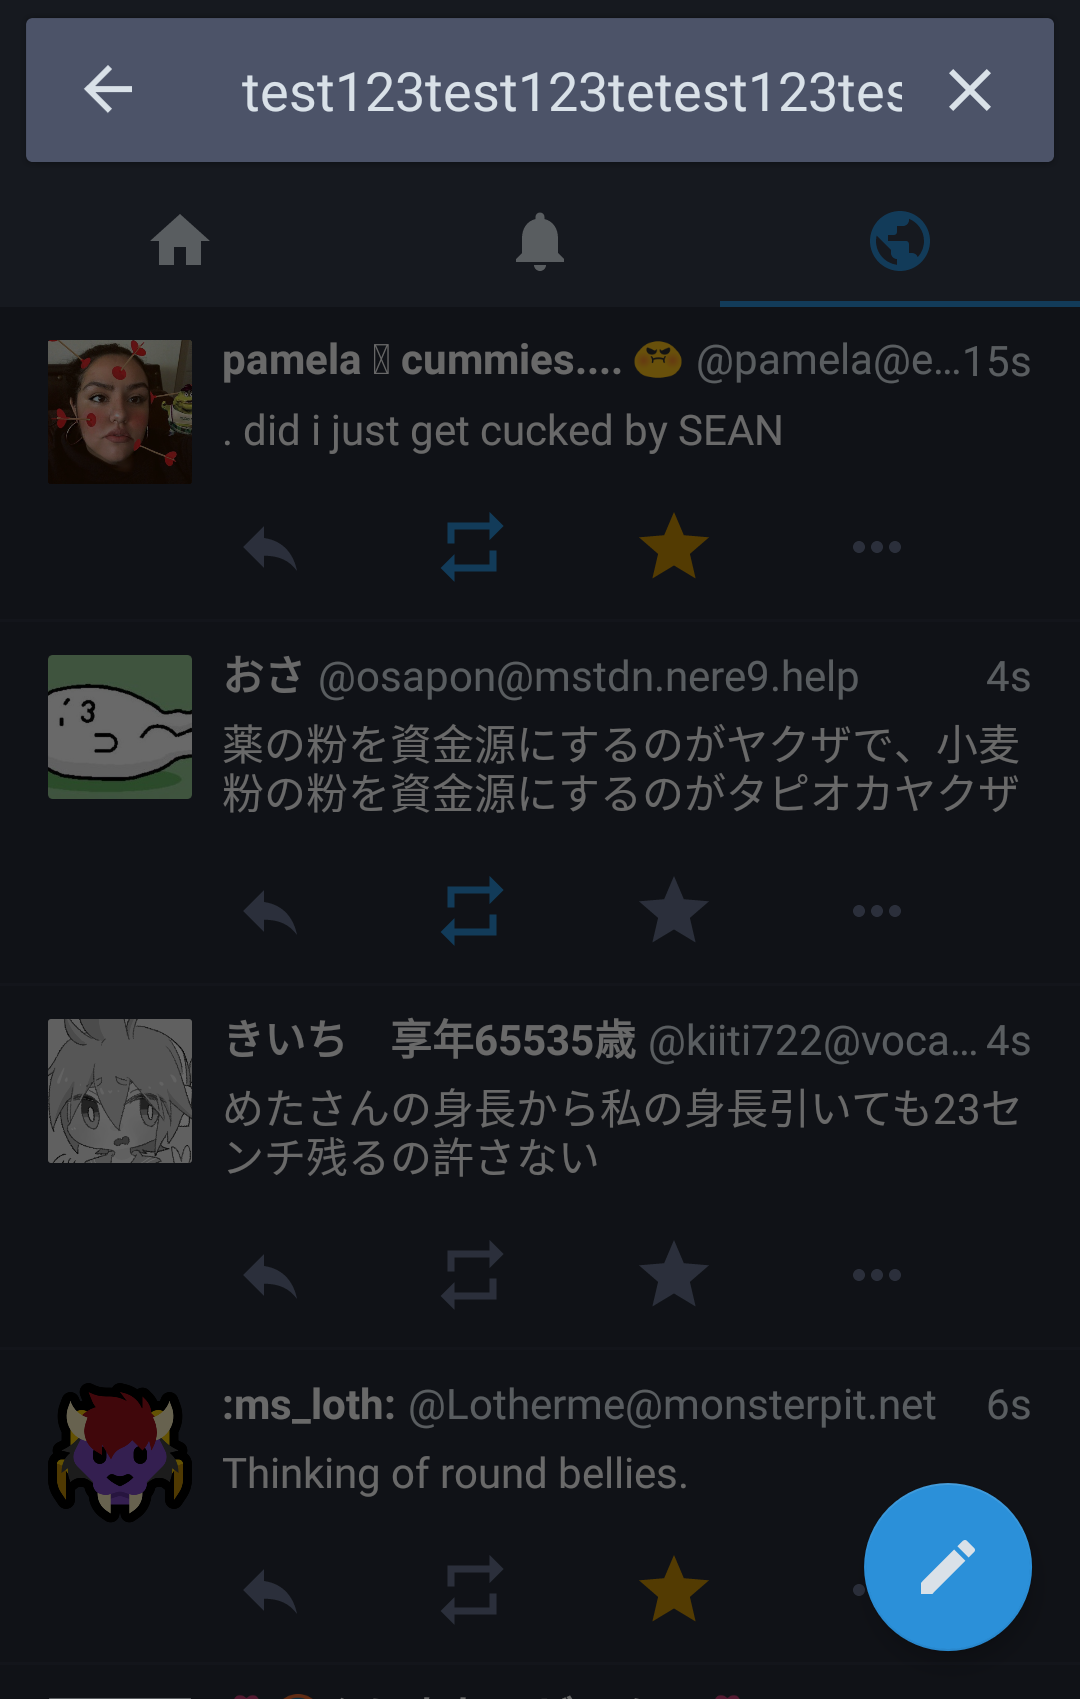 test123test123tetest123tes
pamela cummies.... @pamela@e... 15s
. did i just get cucked by SEAN
おさ @osapon@mstdn.nere9.help 4s
薬の粉を資金源にするのがヤクザで、小麦
粉の粉を資金源にするのがタピオカヤクザ
きいち　享年65535歳 @kiiti722@voca... 4s
めたさんの身長から私の身長引いても23セ
ンチ残るの許さない
:ms_loth: @Lotherme@monsterpit.net 6s
Thinking of round bellies.